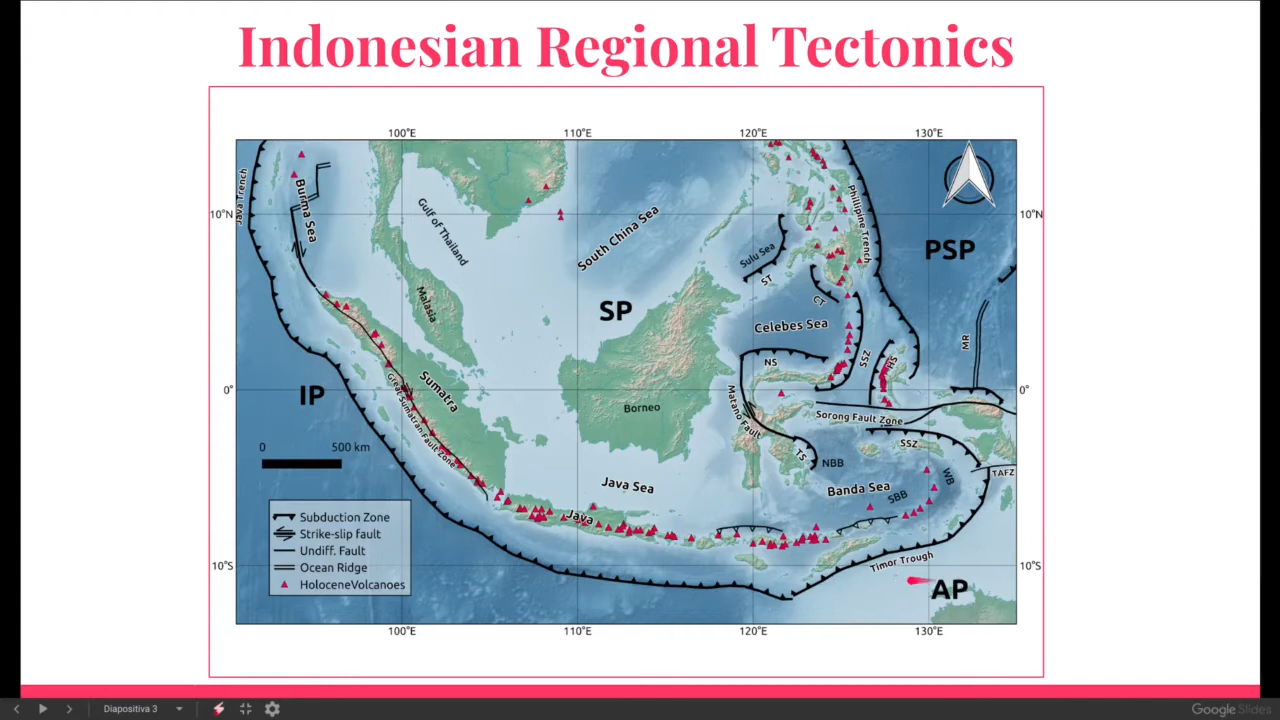 Indonesian Regional Tectonics
100°E
110°E
120°E
130°E
Java Trench
Burma Sea
10°N
Gulf of Thailand
South China Sea
Sulu Sea
ST
Phillipine Trench
10°N
PSP
Malasia
SP
CT
Celebes Sea
MR
NS
SSZ
HS
0°
IP
Great Sumatran Fault Zone
Sumatra
Borneo
Matano Fault
Sorong Fault Zone
0°
0
500 km
TS
NBB
SSZ
WB
TAFZ
Java Sea
Banda Sea
SBB
Java
Subduction Zone
Strike-slip fault
Undiff. Fault
Ocean Ridge
HoloceneVolcanoes
10°S
Timor Trough
AP
10°S
100°E
110°E
120°E
130°E
Diapositiva 3
Google Slides